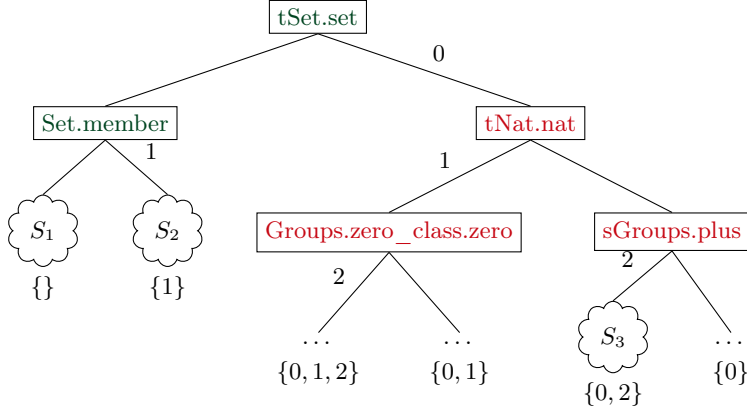 tSet.set
0
Set.member
tNat.nat
1
1
S₁
S₂
Groups.zero_class.zero
sGroups.plus
{}
{1}
2
2
...
...
S₃
...
{0, 1, 2}
{0, 1}
{0, 2}
{0}